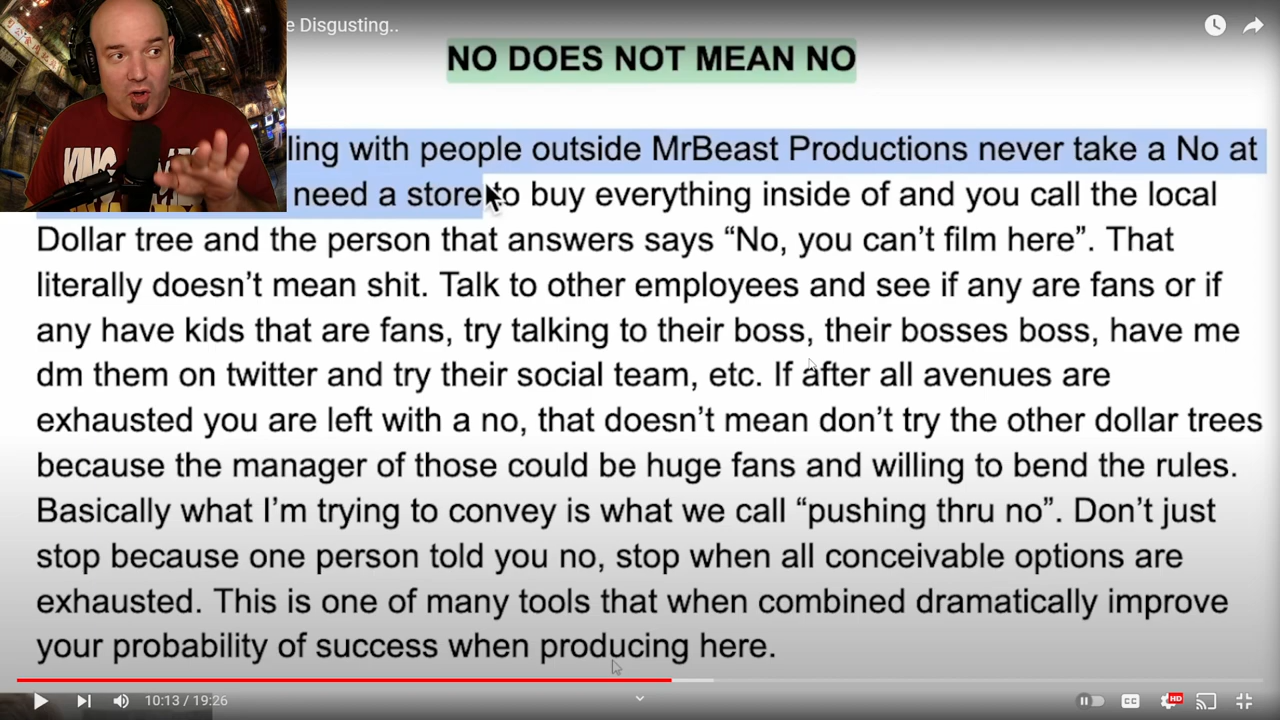 e Disgusting..
NO DOES NOT MEAN NO
ling with people outside MrBeast Productions never take a No at
need a store to buy everything inside of and you call the local
Dollar tree and the person that answers says “No, you can’t film here”. That
literally doesn’t mean shit. Talk to other employees and see if any are fans or if
any have kids that are fans, try talking to their boss, their bosses boss, have me
dm them on twitter and try their social team, etc. If after all avenues are
exhausted you are left with a no, that doesn’t mean don’t try the other dollar trees
because the manager of those could be huge fans and willing to bend the rules.
Basically what I’m trying to convey is what we call “pushing thru no”. Don’t just
stop because one person told you no, stop when all conceivable options are
exhausted. This is one of many tools that when combined dramatically improve
your probability of success when producing here.
10:13 / 19:26
CC
HD